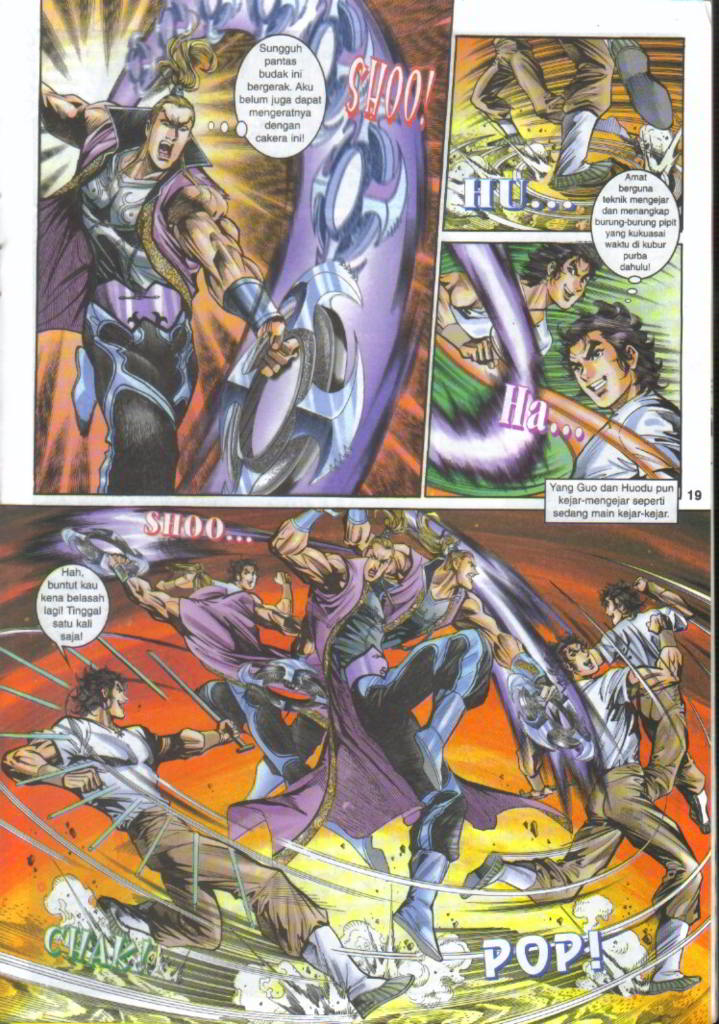 Sungguh
pantas
budak ini
bergerak. Aku
belum juga dapat
mengeratnya
dengan
cakera ini!
SHOO!
HU...
Amat
berguna
teknik mengejar
dan menangkap
burung-burung pipit
yang kukuasai
waktu di kubur
purba
dahulu!
Ha...
Yang Guo dan Huodu pun
kejar-mengejar seperti
sedang main kejar-kejar.
19
SHOO...
Hah,
buntut kau
kena belasah
lagi! Tinggal
satu kali
saja!
CHAK!
POP!